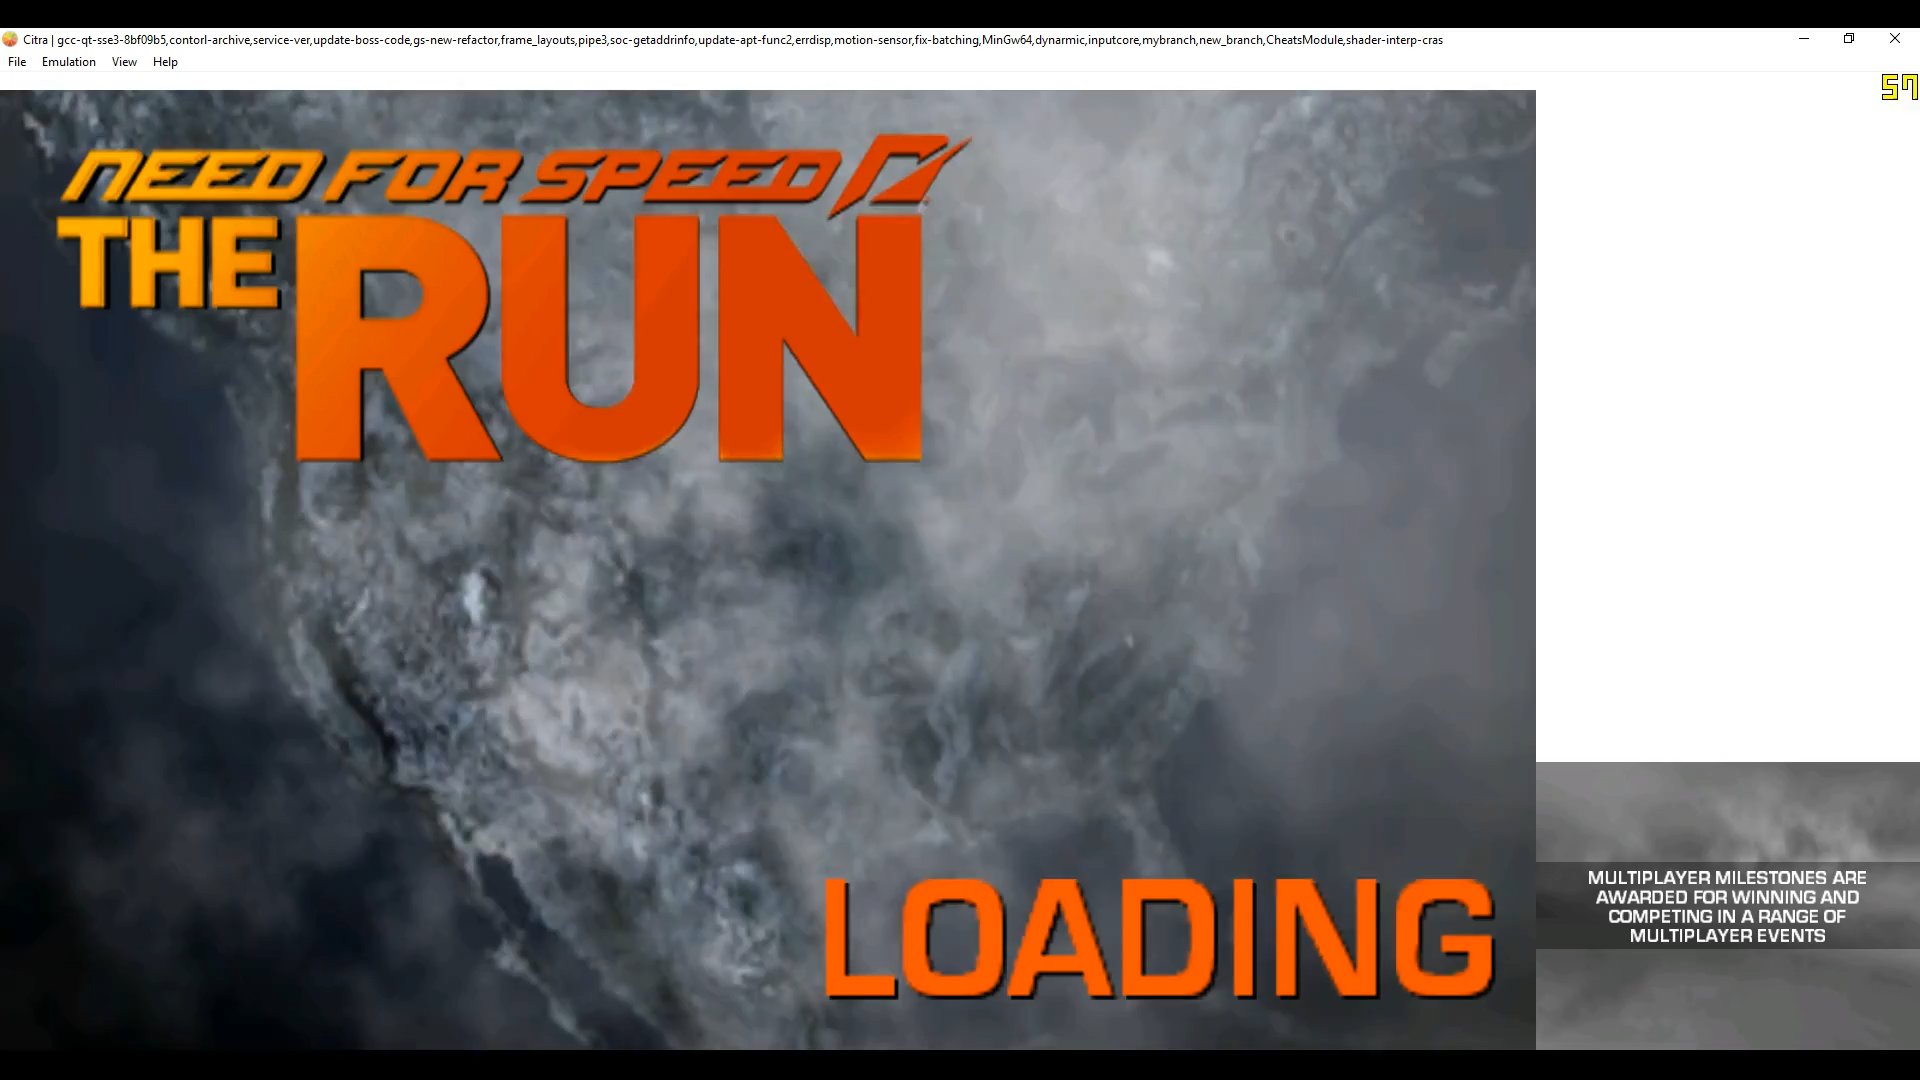 Citra | gcc-qt-sse3-8bf09b5,contorl-archive,service-ver,update-boss-code,gs-new-refactor,frame_layouts,pipe3,soc-getaddrinfo,update-apt-func2,errdisp,motion-sensor,fix-batching,MinGw64,dynarmic,inputcore,mybranch,new_branch,CheatsModule,shader-interp-cras
File Emulation View Help
57
NEED FOR SPEED
THE RUN
LOADING
MULTIPLAYER MILESTONES ARE
AWARDED FOR WINNING AND
COMPETING IN A RANGE OF
MULTIPLAYER EVENTS